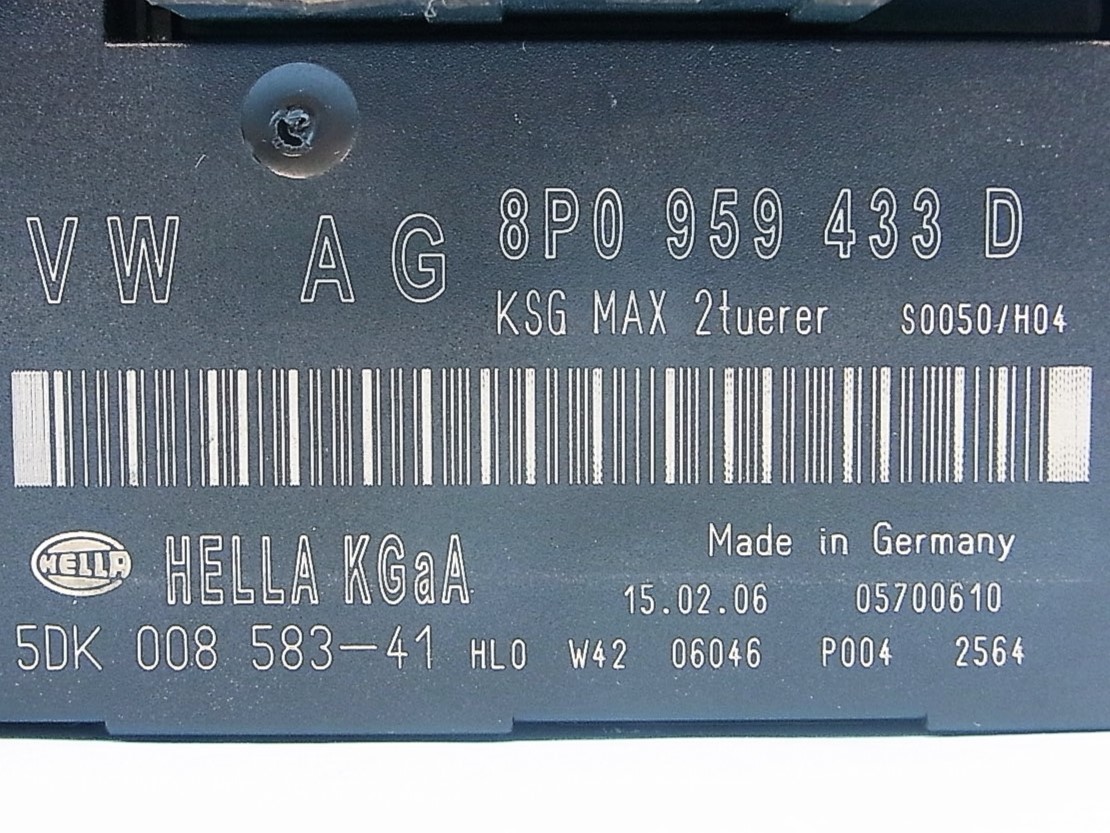 VW AG 8P0 959 433 D
KSG MAX 2tuerer S0050/H04
HELLA HELLA KGaA Made in Germany
15.02.06 05700610
5DK 008 583-41 HL0 W42 06046 P004 2564